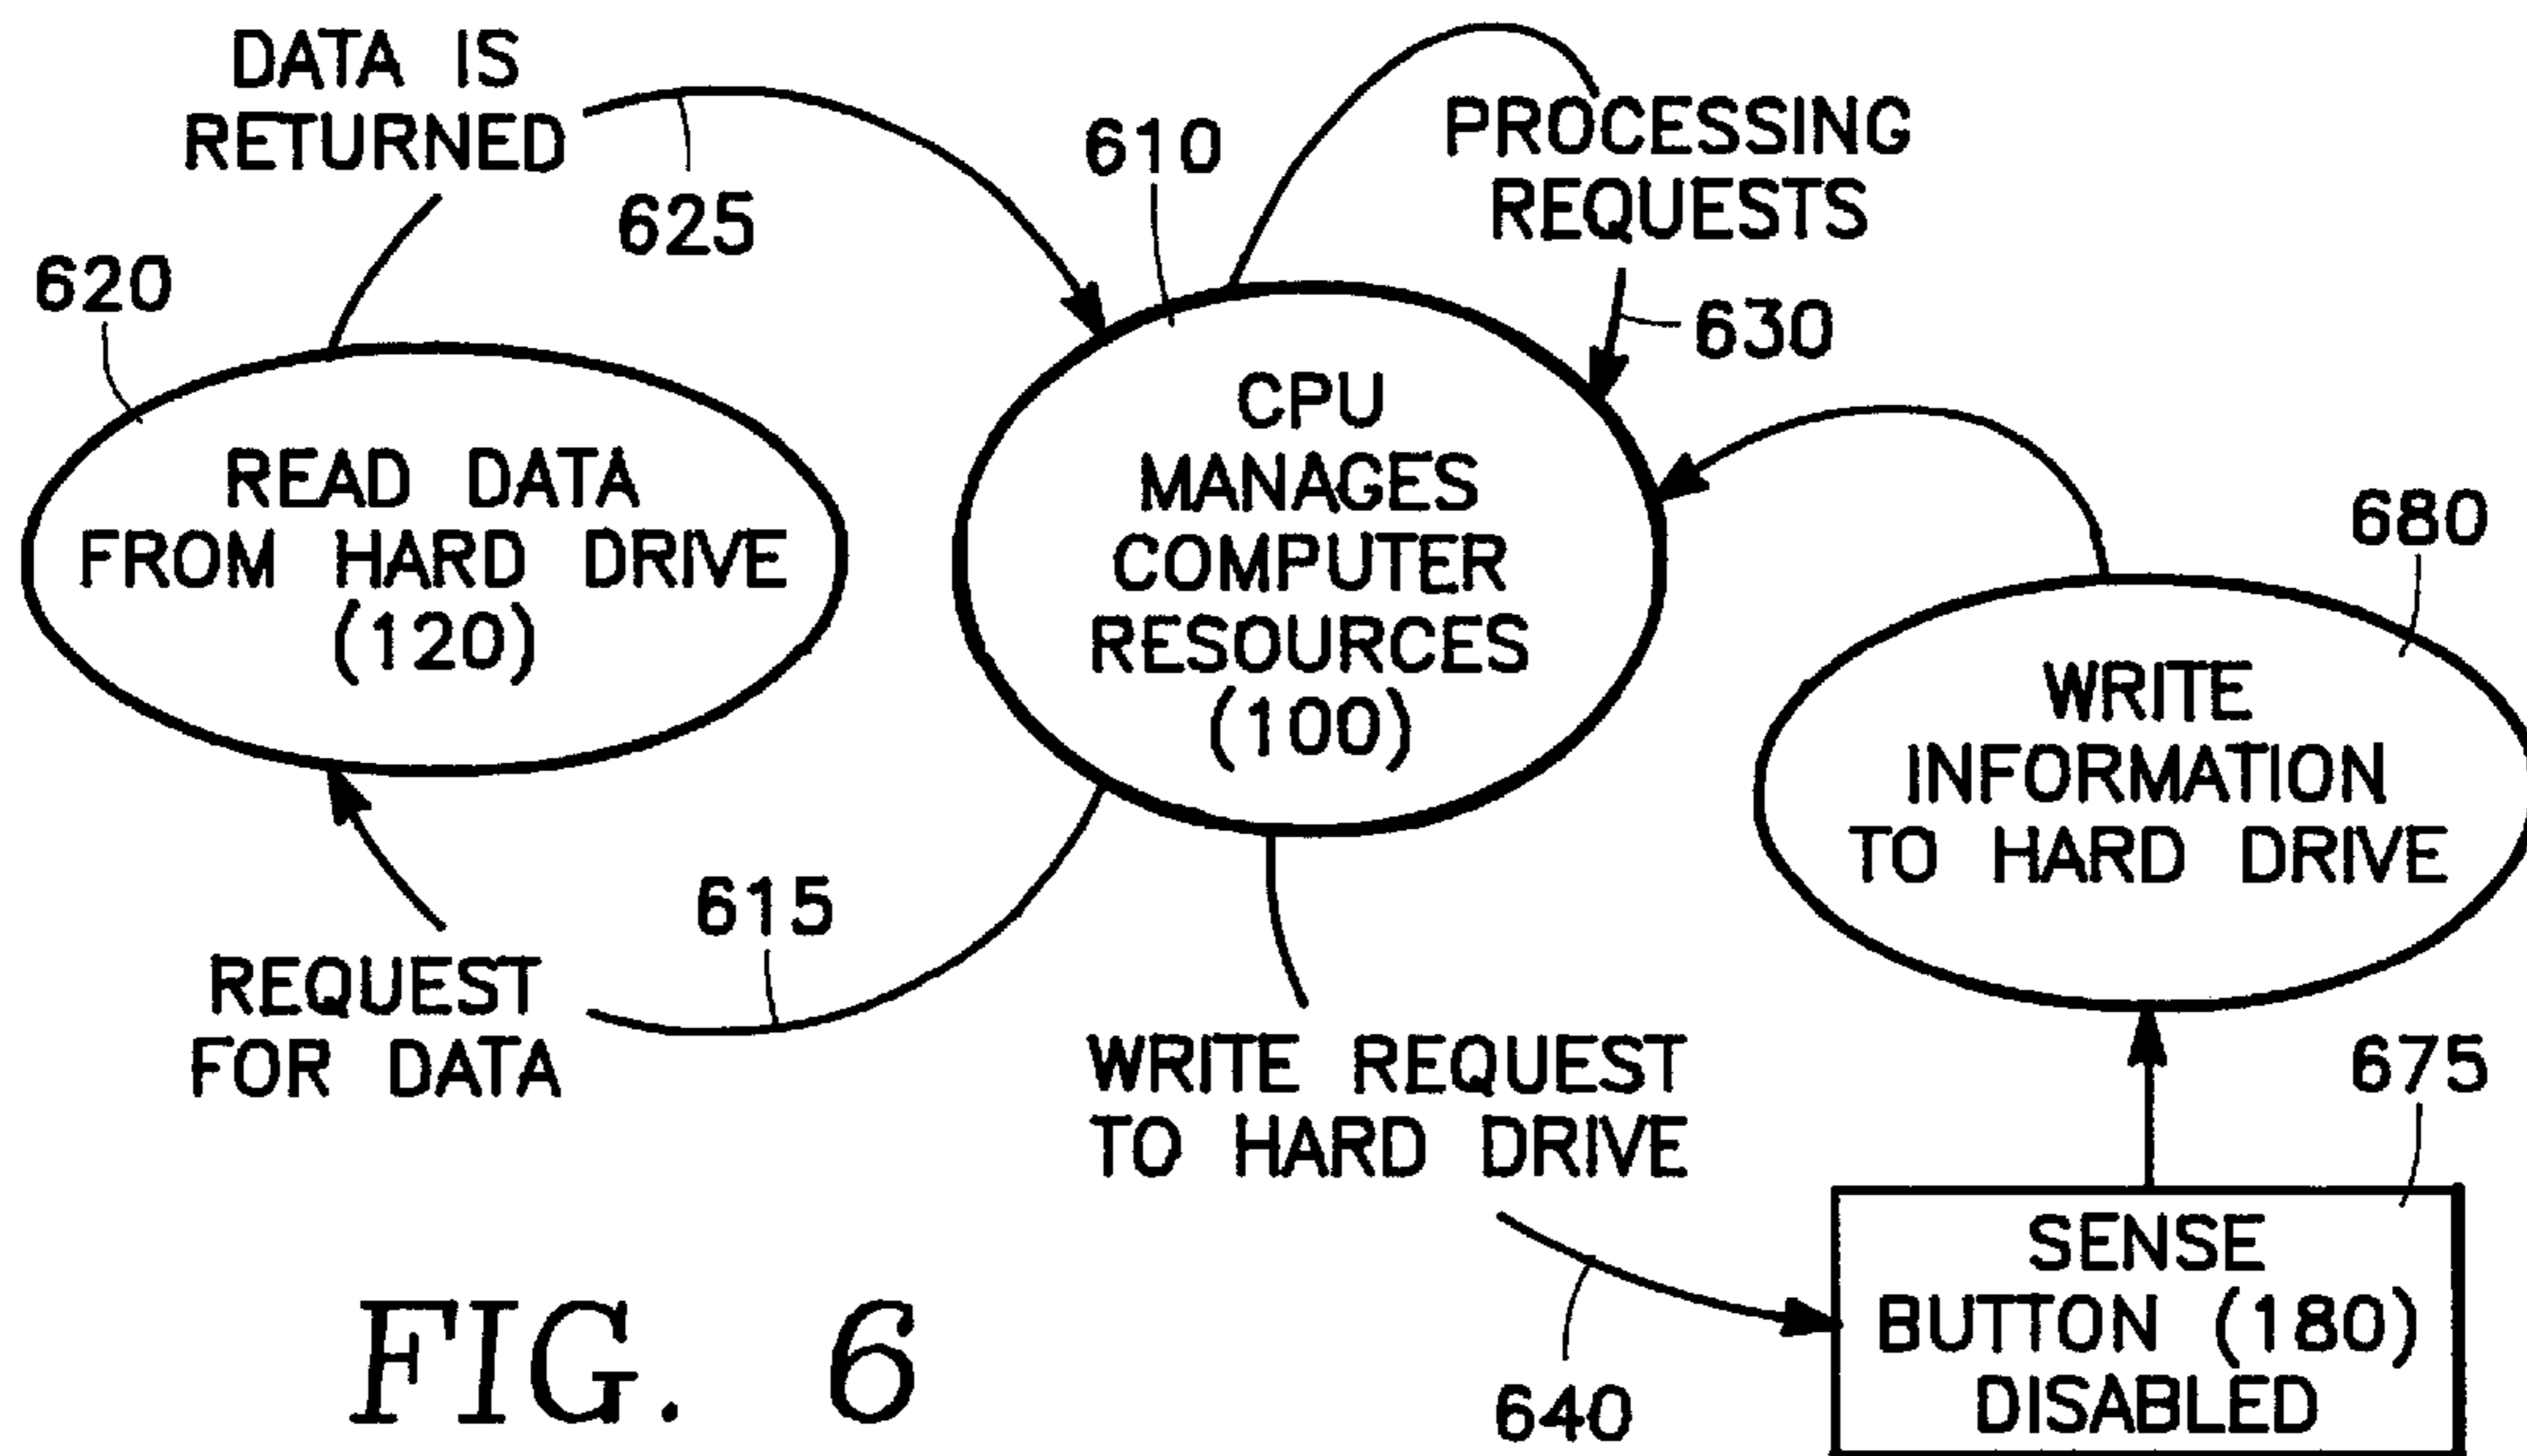 DATA IS
RETURNED
625
610
PROCESSING
REQUESTS
630
620
READ DATA
FROM HARD DRIVE
(120)
CPU
MANAGES
COMPUTER
RESOURCES
(100)
680
WRITE
INFORMATION
TO HARD DRIVE
615
REQUEST
FOR DATA
WRITE REQUEST
TO HARD DRIVE
640
675
SENSE
BUTTON (180)
DISABLED
FIG. 6